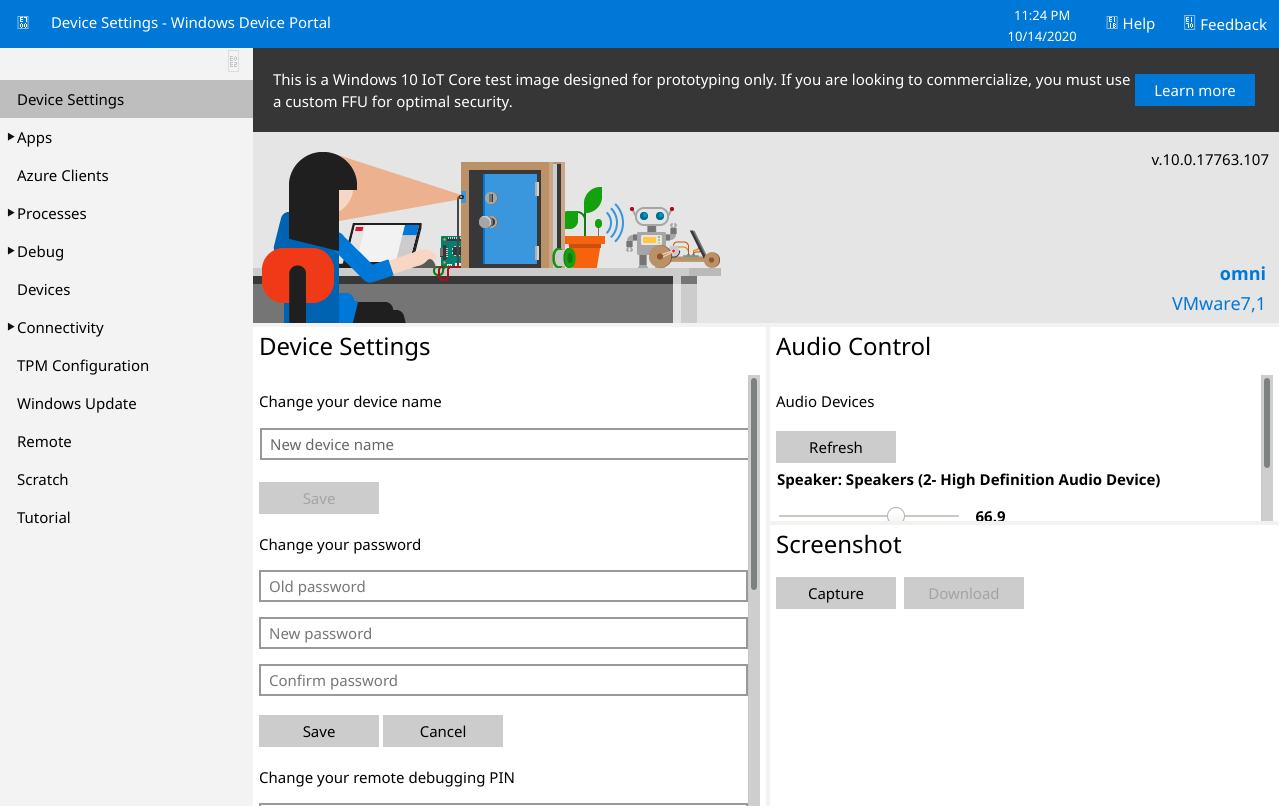 Device Settings - Windows Device Portal
11:24 PM
10/14/2020
Help
Feedback
Device Settings
Apps
Azure Clients
Processes
Debug
Devices
Connectivity
TPM Configuration
Windows Update
Remote
Scratch
Tutorial
This is a Windows 10 IoT Core test image designed for prototyping only. If you are looking to commercialize, you must use
a custom FFU for optimal security.
Learn more
v.10.0.17763.107
omni
VMware7,1
Device Settings
Change your device name
New device name
Save
Change your password
Old password
New password
Confirm password
Save Cancel
Change your remote debugging PIN
Audio Control
Audio Devices
Refresh
Speaker: Speakers (2- High Definition Audio Device)
66.9
Screenshot
Capture Download